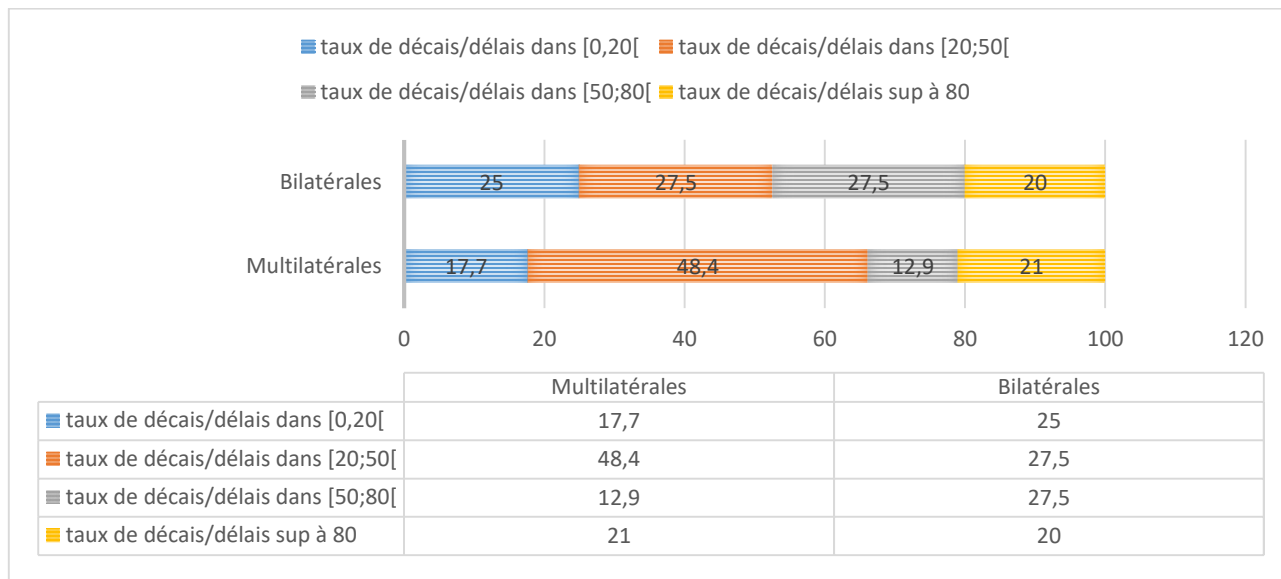 taux de décais/délais dans [0,20[ taux de décais/délais dans [20;50[
taux de décais/délais dans [50;80[ taux de décais/délais sup à 80
Bilatérales 25 27,5 27,5 20
Multilatérales 17,7 48,4 12,9 21
0 20 40 60 80 100 120
Multilatérales Bilatérales
taux de décais/délais dans [0,20[ 17,7 25
taux de décais/délais dans [20;50[ 48,4 27,5
taux de décais/délais dans [50;80[ 12,9 27,5
taux de décais/délais sup à 80 21 20